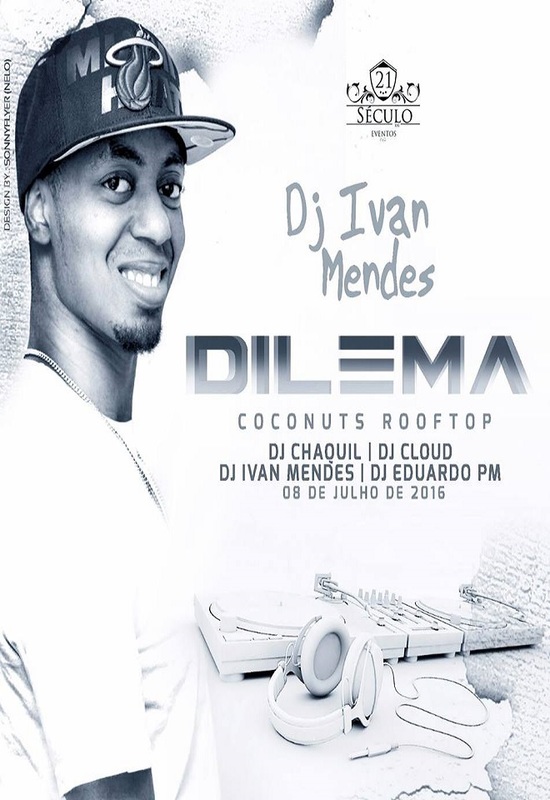 DESIGN BY: SONNYFLYER (NELO)
21
SÉCULO
EVENTOS
Dj Ivan
Mendes
DILEMA
COCONUTS ROOFTOP
DJ CHAQUIL | DJ CLOUD
DJ IVAN MENDES | DJ EDUARDO PM
08 DE JULHO DE 2016